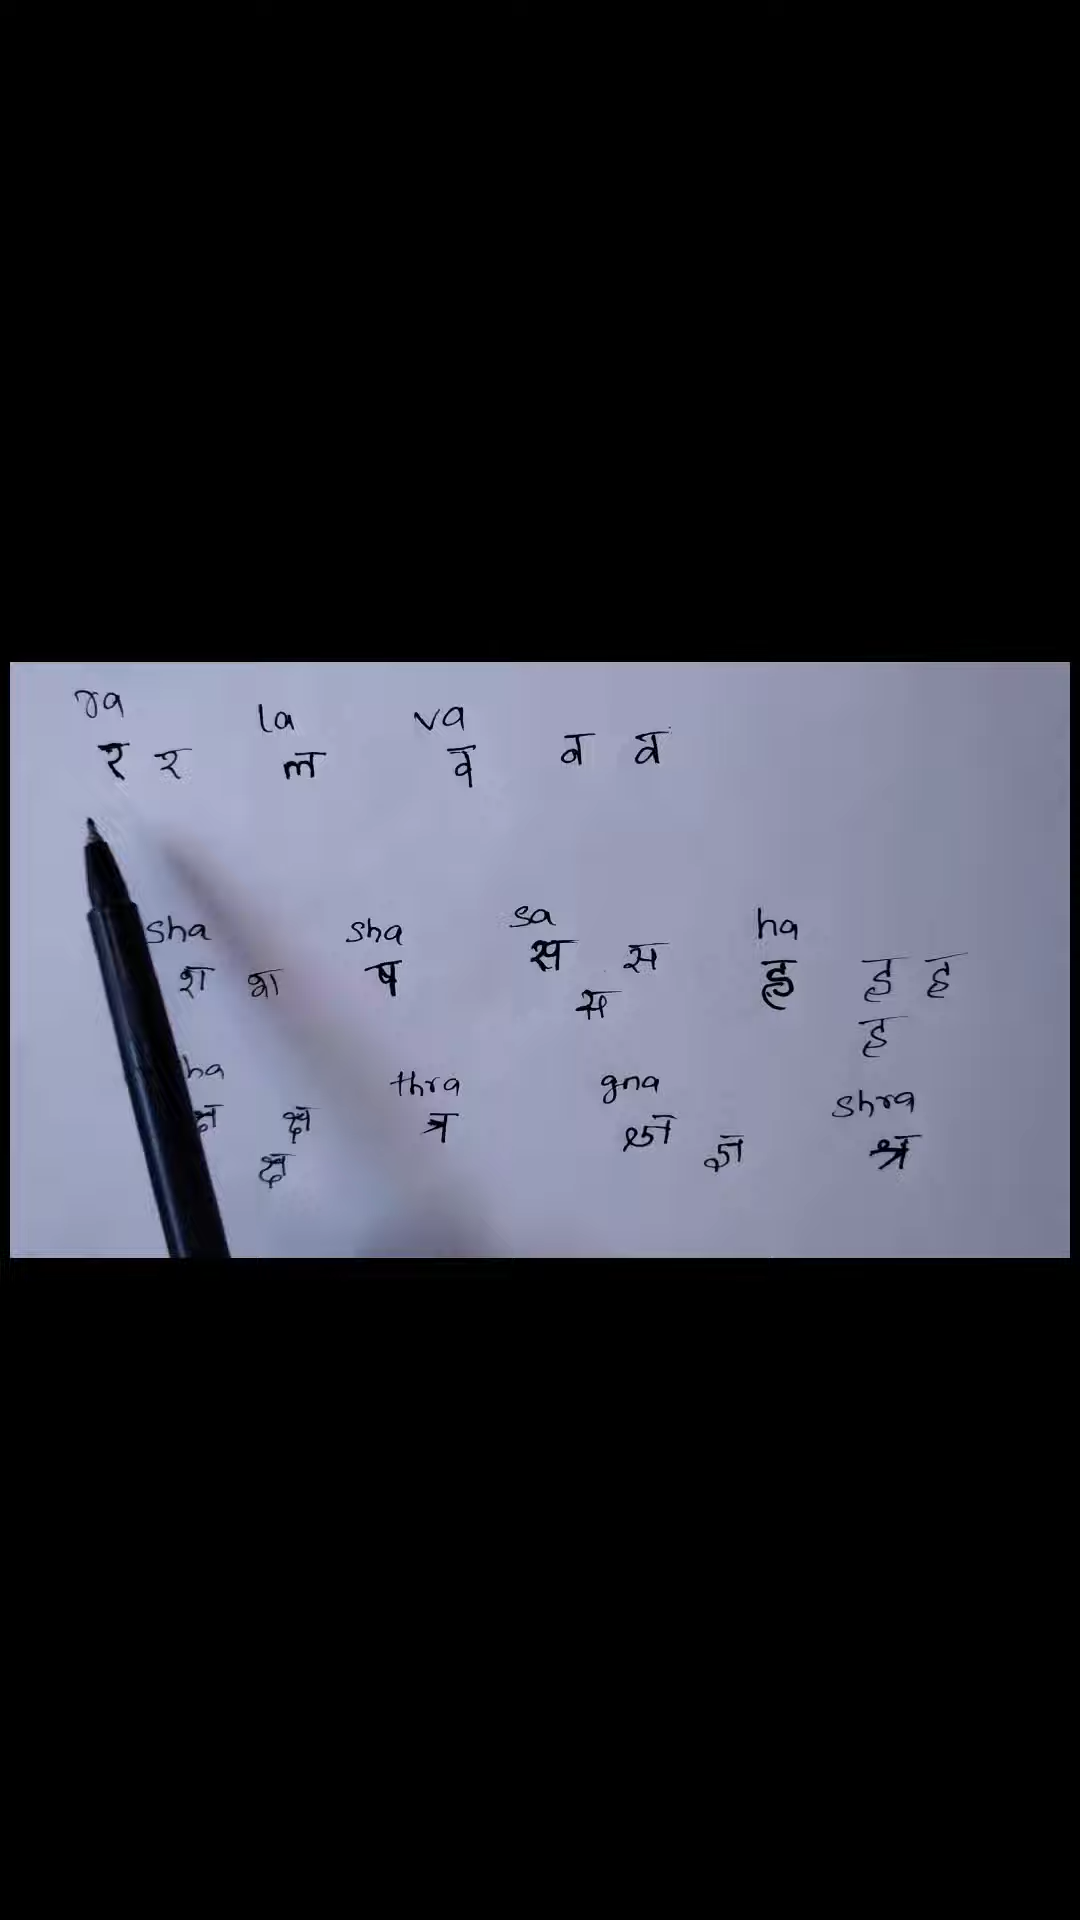 ra la va
र र ल व व व
sha sha sa ha
श श ष स स ह ह ह
स ह
ha thra gna shra
क्ष क्ष त्र ज्ञ ज्ञ श्र
क्ष